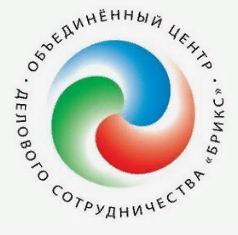 ОБЪЕДИНЁННЫЙ ЦЕНТР
ДЕЛОВОГО СОТРУДНИЧЕСТВА «БРИКС»